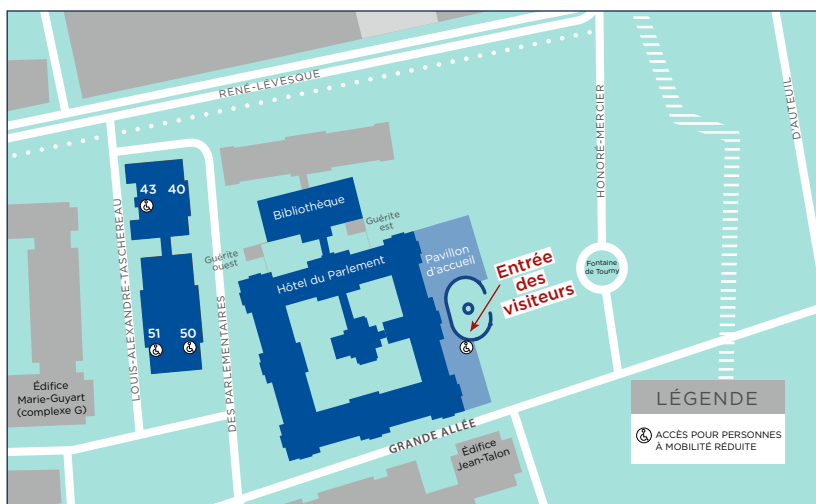 RENÉ-LÉVESQUE
HONORÉ-MERCIER
D'AUTEUIL
LOUIS-ALEXANDRE-TASCHEREAU
DES PARLEMENTAIRES
43 40
Bibliothèque
Guérite
est
Guérite
ouest
Hôtel du Parlement
Pavillon
d'accueil
Entrée
des
visiteurs
Fontaine
de Tourny
51 50
Édifice
Marie-Guyart
(complexe G)
GRANDE ALLÉE
Édifice
Jean-Talon
LÉGENDE
ACCÈS POUR PERSONNES
À MOBILITÉ RÉDUITE